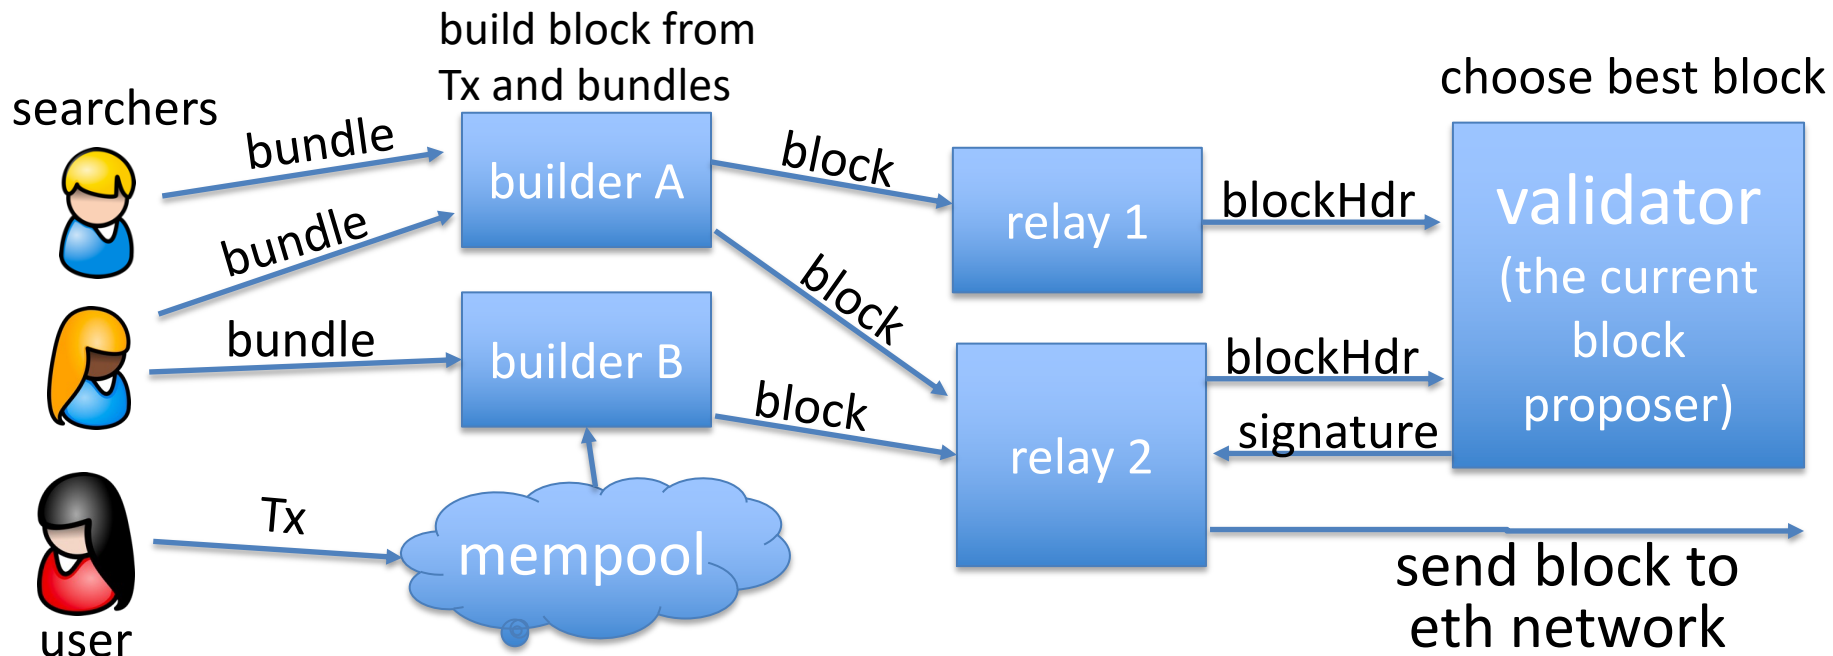 build block from
Tx and bundles
choose best block
searchers
bundle
bundle
bundle
Tx
user
builder A
builder B
mempool
block
block
block
relay 1
relay 2
blockHdr
blockHdr
signature
validator
(the current
block
proposer)
send block to
eth network